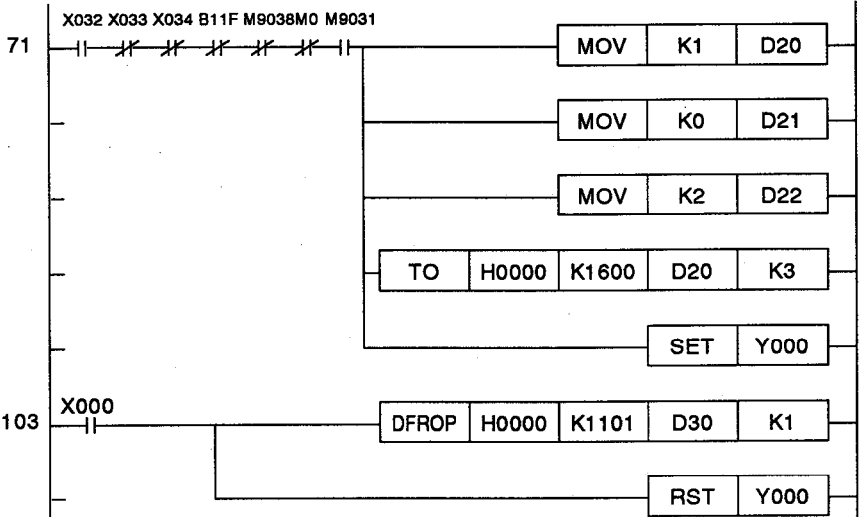 X032 X033 X034 B11F M9038M0 M9031
71 MOV K1 D20
MOV K0 D21
MOV K2 D22
TO H0000 K1600 D20 K3
SET Y000
X000
103 DFROP H0000 K1101 D30 K1
RST Y000